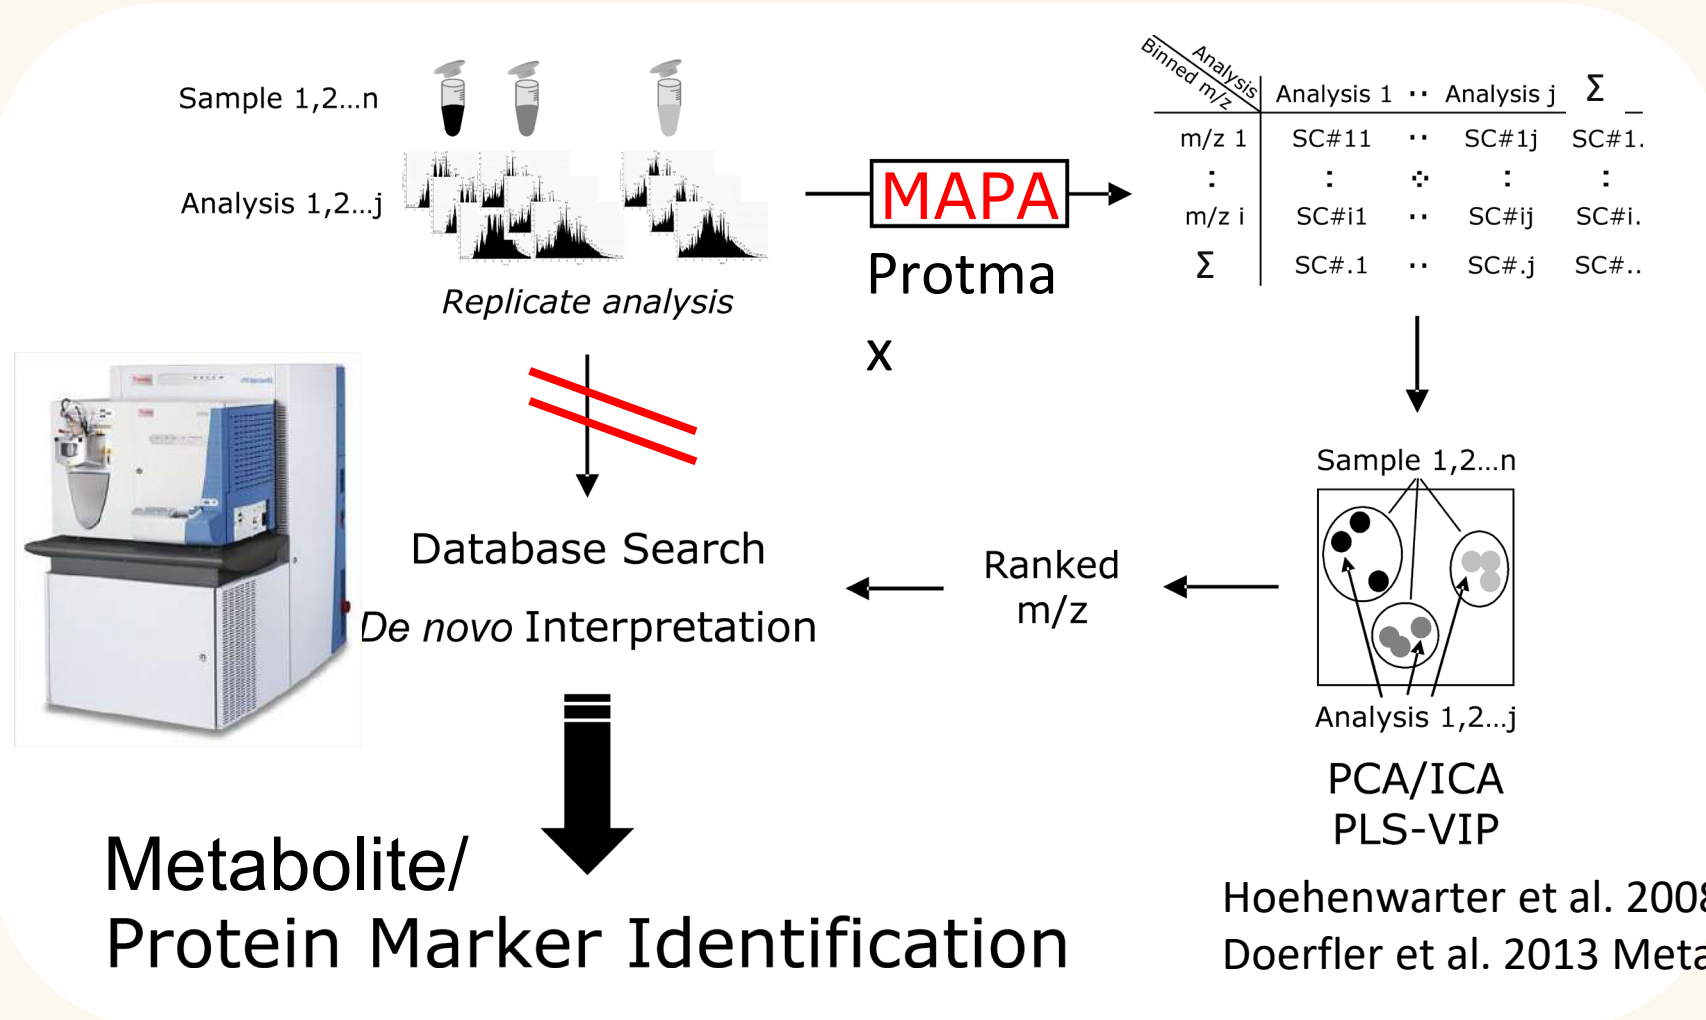 Sample 1,2...n
Analysis 1,2...j
Replicate analysis
MAPA
Protma
x
Analysis
Binned m/z
Analysis 1 ·· Analysis j Σ
m/z 1 SC#11 ·· SC#1j SC#1.
: : : :
m/z i SC#i1 ·· SC#ij SC#i.
Σ SC#.1 ·· SC#.j SC#..
Sample 1,2...n
Analysis 1,2...j
PCA/ICA
PLS-VIP
Ranked
m/z
Database Search
De novo Interpretation
Metabolite/
Protein Marker Identification
Hoehenwarter et al. 2008
Doerfler et al. 2013 Meta